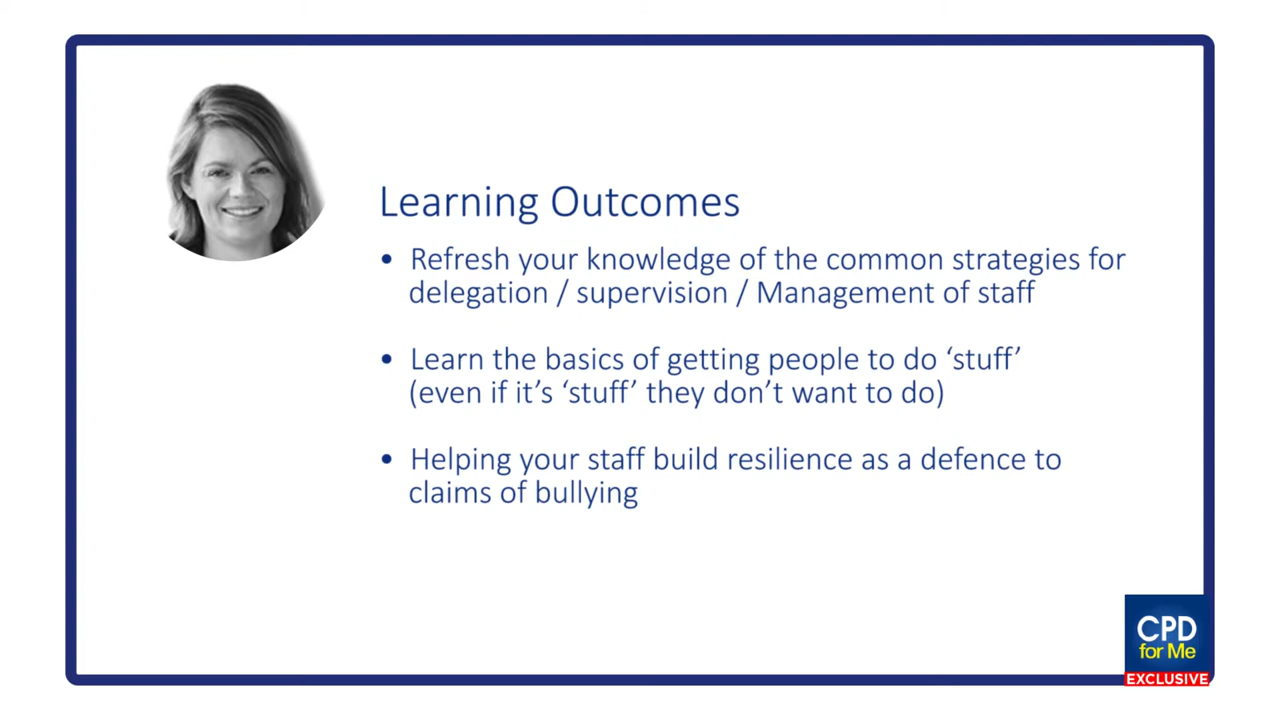 Learning Outcomes
• Refresh your knowledge of the common strategies for
delegation / supervision / Management of staff
• Learn the basics of getting people to do ‘stuff’
(even if it’s ‘stuff’ they don’t want to do)
• Helping your staff build resilience as a defence to
claims of bullying
CPD
for Me
EXCLUSIVE